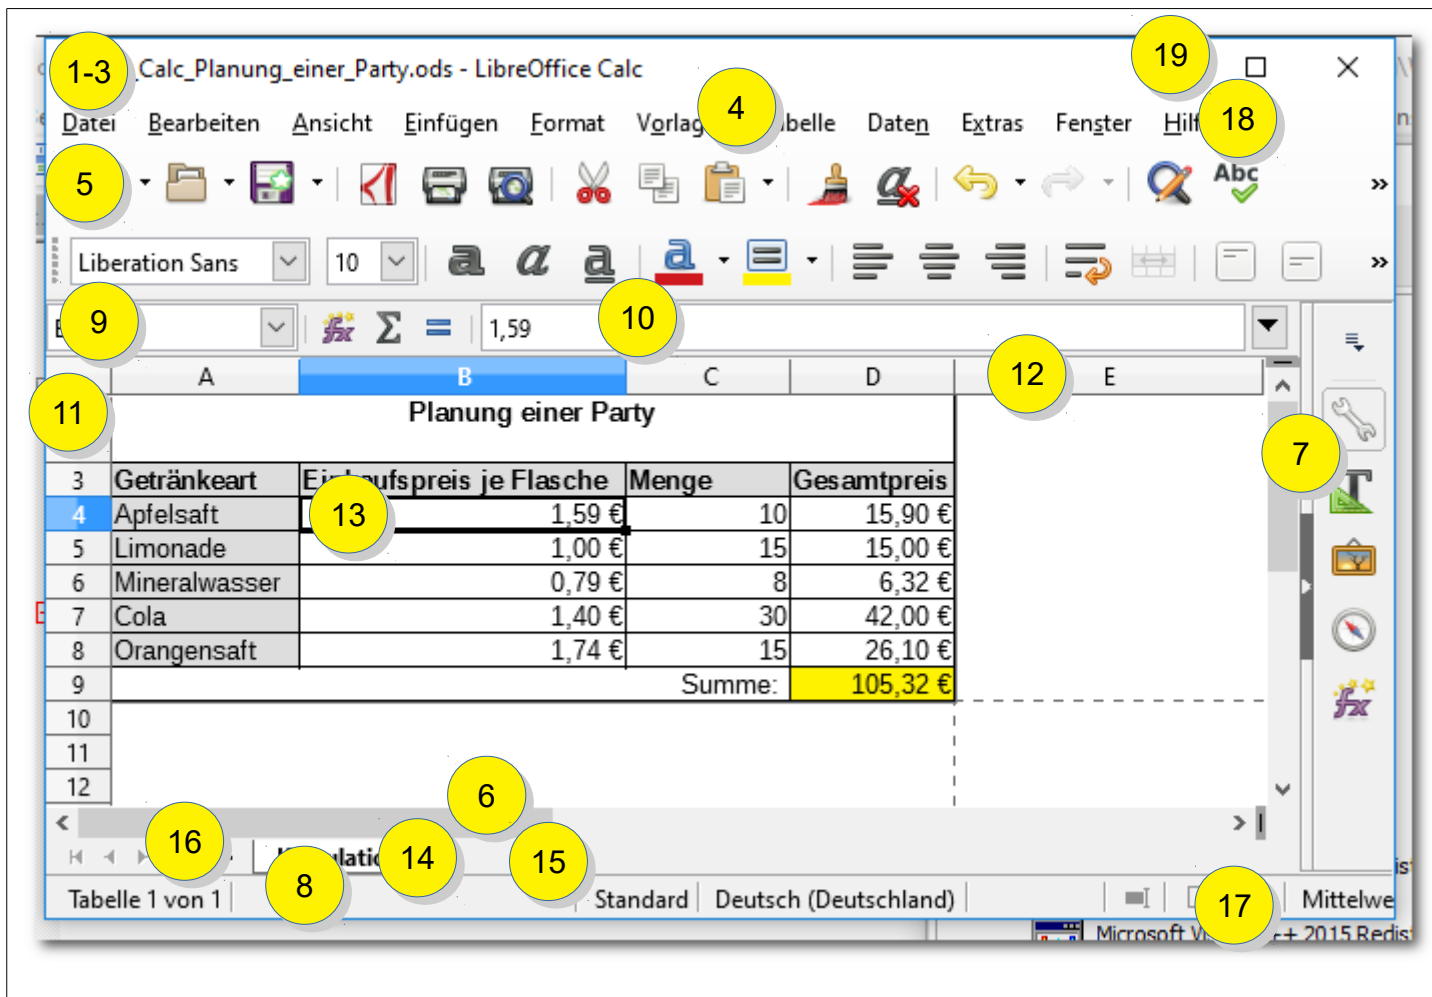 1-3 _Calc_Planung_einer_Party.ods - LibreOffice Calc 19
4
Datei Bearbeiten Ansicht Einfügen Format Vorlag belle Daten Extras Fenster Hilf 18
5 Abc »
Liberation Sans 10 a a a a »
9 1,59 10
A B C D 12 E
11 Planung einer Party
7
3 Getränkeart Einkaufspreis je Flasche Menge Gesamtpreis
4 Apfelsaft 13 1,59 € 10 15,90 €
5 Limonade 1,00 € 15 15,00 €
6 Mineralwasser 0,79 € 8 6,32 €
7 Cola 1,40 € 30 42,00 €
8 Orangensaft 1,74 € 15 26,10 €
9 Summe: 105,32 €
10
11
12
6
16 14 15
8
Tabelle 1 von 1 Standard Deutsch (Deutschland) 17 Mittelwe
Microsoft V ++ 2015 Redist